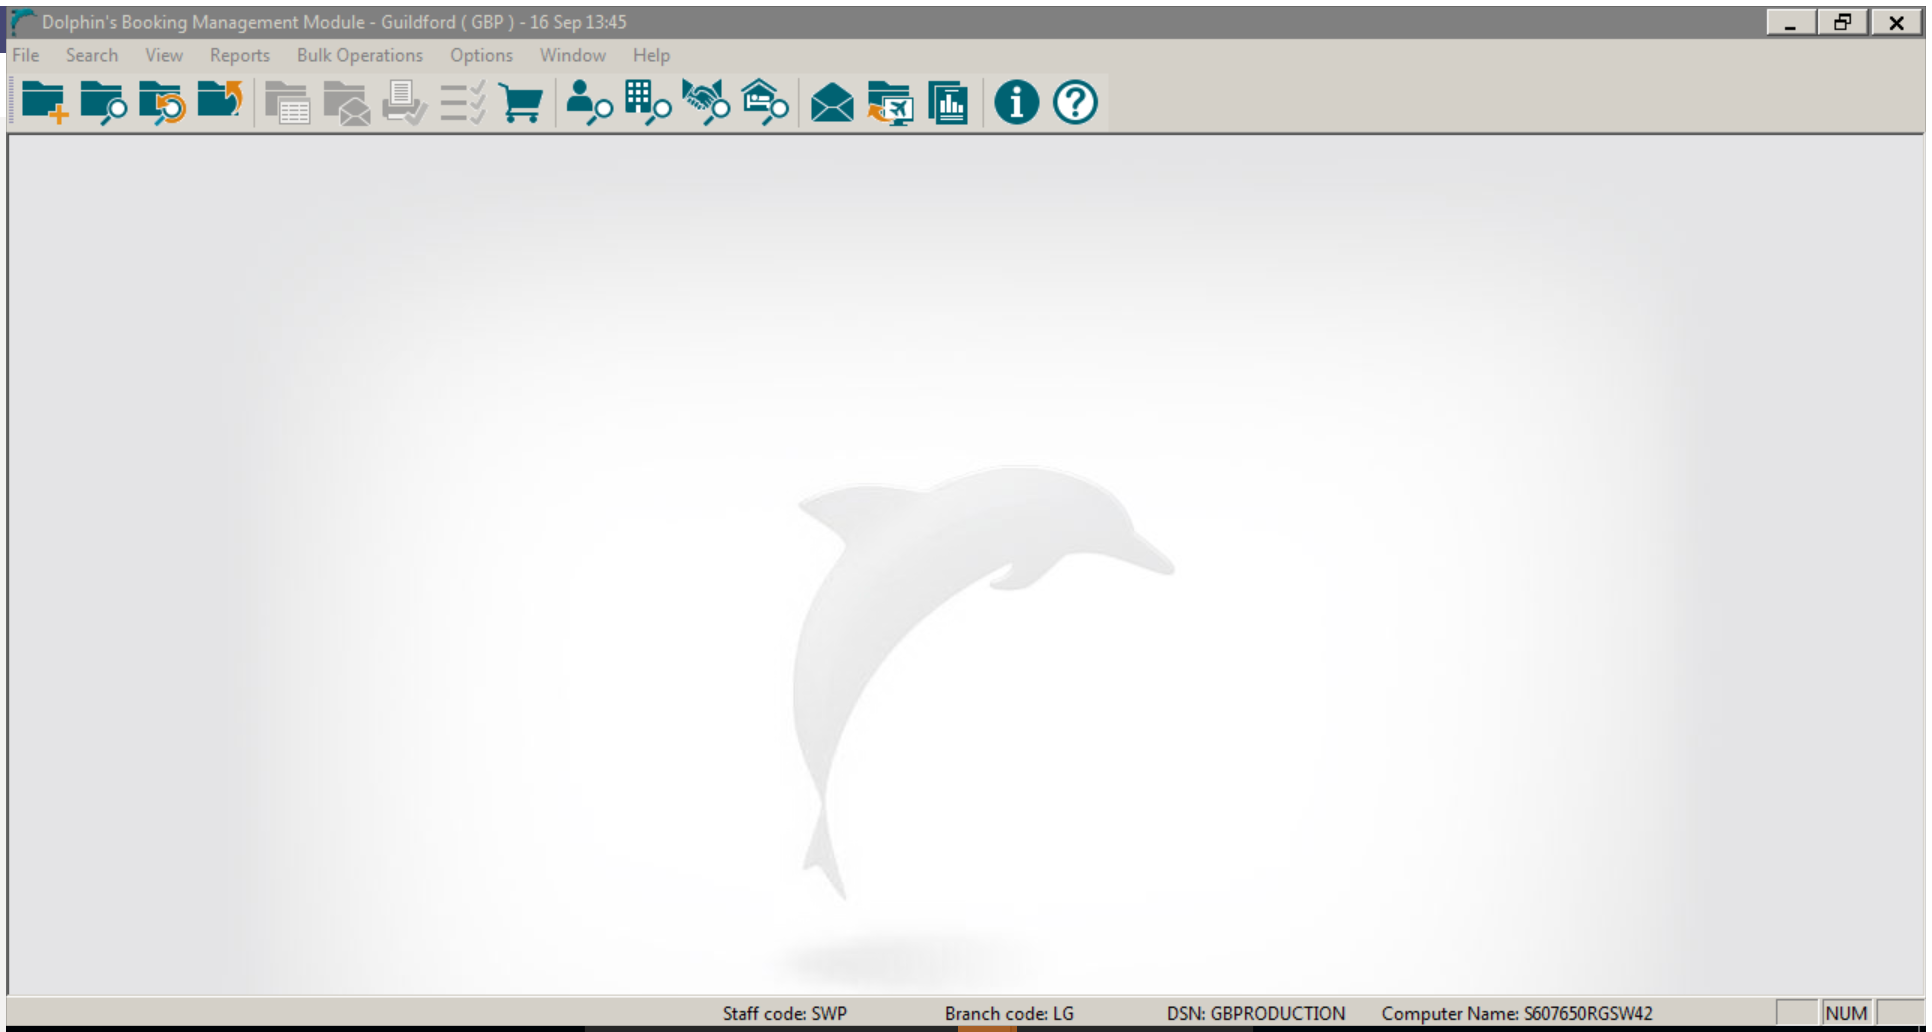 Dolphin's Booking Management Module - Guildford ( GBP ) - 16 Sep 13:45
File Search View Reports Bulk Operations Options Window Help
Staff code: SWP Branch code: LG DSN: GBPRODUCTION Computer Name: S607650RGSW42 NUM